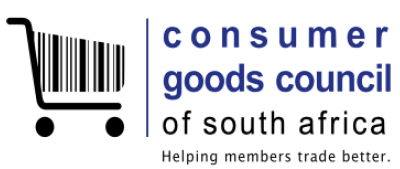 consumer
goods council
of south africa
Helping members trade better.